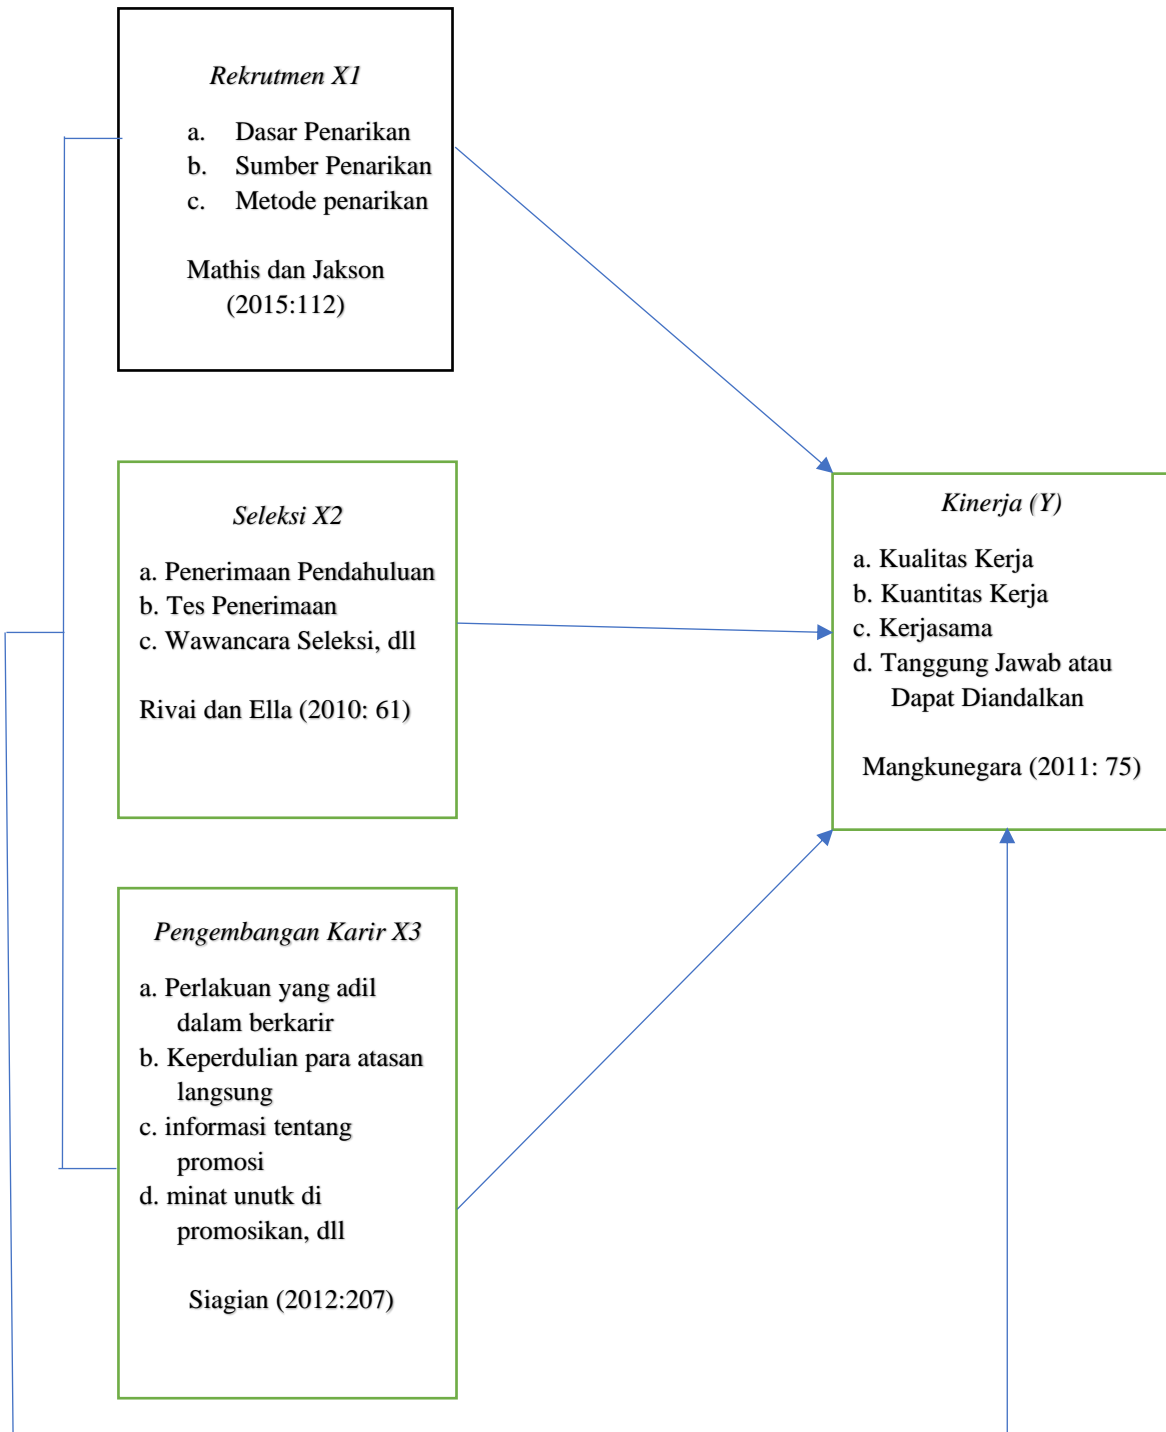 Rekrutmen X1
a. Dasar Penarikan
b. Sumber Penarikan
c. Metode penarikan
Mathis dan Jakson
(2015:112)
Seleksi X2
a. Penerimaan Pendahuluan
b. Tes Penerimaan
c. Wawancara Seleksi, dll
Rivai dan Ella (2010: 61)
Kinerja (Y)
a. Kualitas Kerja
b. Kuantitas Kerja
c. Kerjasama
d. Tanggung Jawab atau
Dapat Diandalkan
Mangkunegara (2011: 75)
Pengembangan Karir X3
a. Perlakuan yang adil
dalam berkarir
b. Keperdulian para atasan
langsung
c. informasi tentang
promosi
d. minat unutk di
promosikan, dll
Siagian (2012:207)